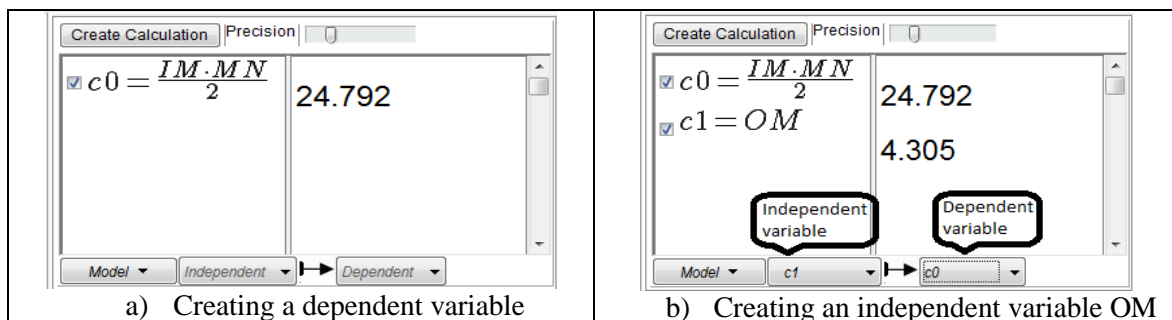 Create Calculation Precision
c0 = IM·MN/2 24.792
Model Independent Dependent
a) Creating a dependent variable
Create Calculation Precision
c0 = IM·MN/2 24.792
c1 = OM 4.305
Independent variable
Dependent variable
Model c1 c0
b) Creating an independent variable OM